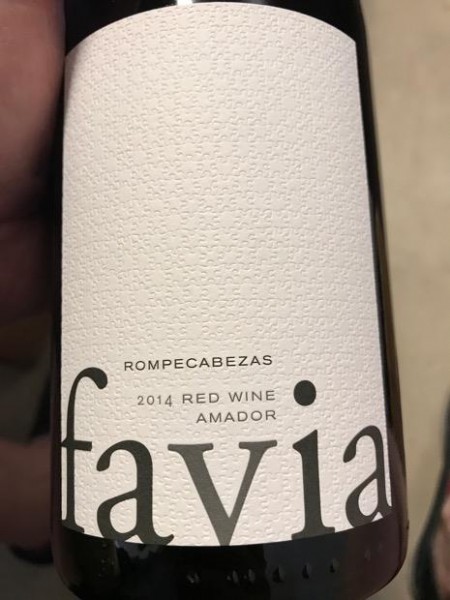 ROMPECABEZAS
2014 RED WINE
AMADOR
favia